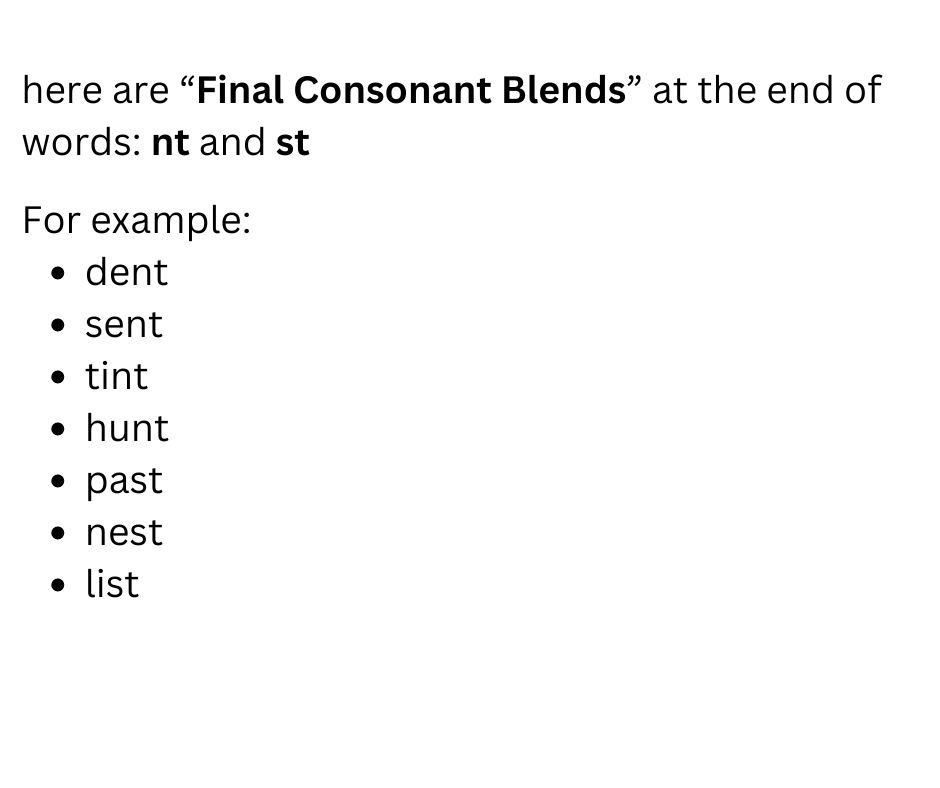 here are “Final Consonant Blends” at the end of
words: nt and st
For example:
• dent
• sent
• tint
• hunt
• past
• nest
• list